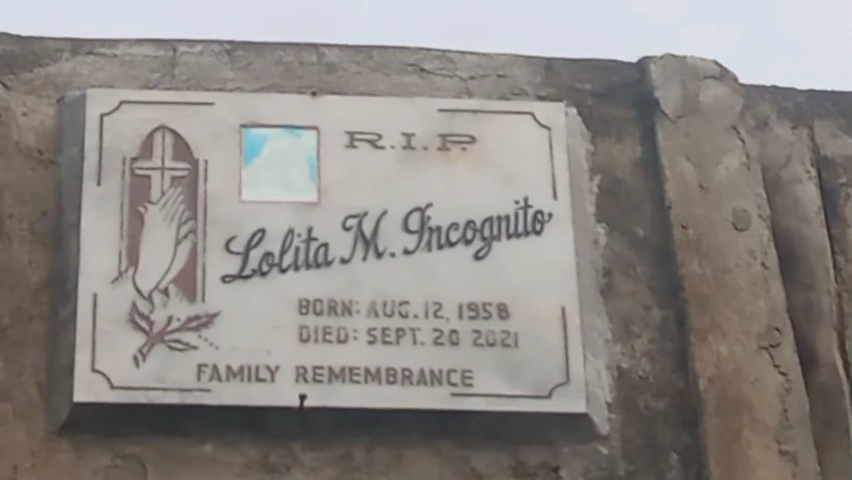 R.I.P.
Lolita M. Incognito
BORN: AUG. 12, 1958
DIED: SEPT. 20 2021
FAMILY REMEMBRANCE